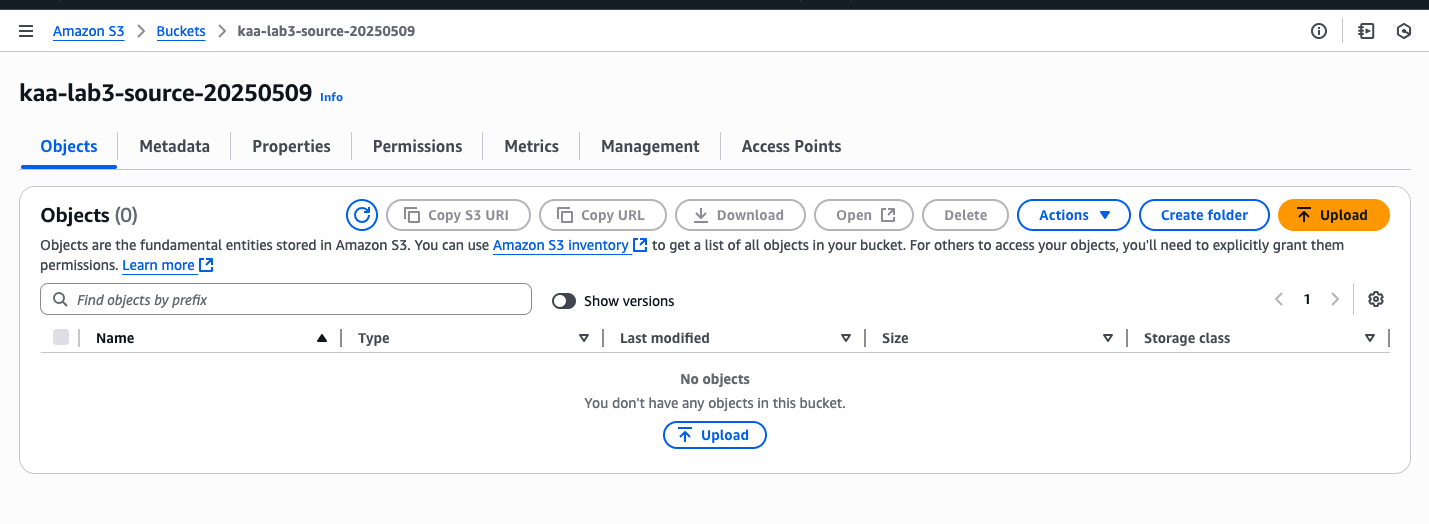 Amazon S3 > Buckets > kaa-lab3-source-20250509
kaa-lab3-source-20250509 Info
Objects Metadata Properties Permissions Metrics Management Access Points
Objects (0) Copy S3 URI Copy URL Download Open Delete Actions Create folder Upload
Objects are the fundamental entities stored in Amazon S3. You can use Amazon S3 inventory to get a list of all objects in your bucket. For others to access your objects, you'll need to explicitly grant them
permissions. Learn more
Find objects by prefix Show versions 1
Name Type Last modified Size Storage class
No objects
You don't have any objects in this bucket.
Upload